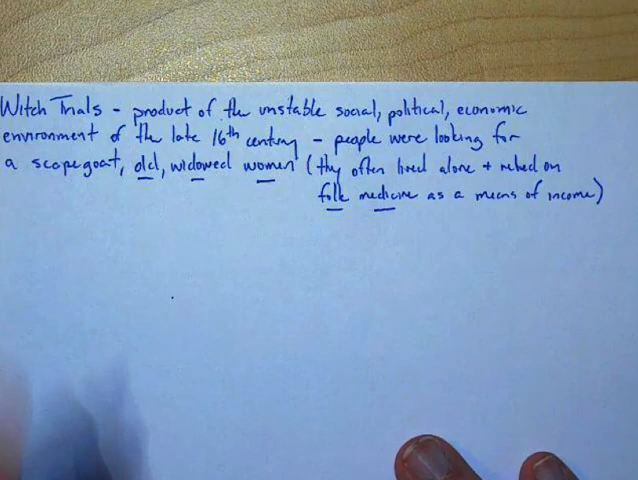 Witch Trials - product of the unstable social, political, economic
environment of the late 16th century - people were looking for
a scapegoat, old, widowed women (they often lived alone + relied on
folk medicine as a means of income)